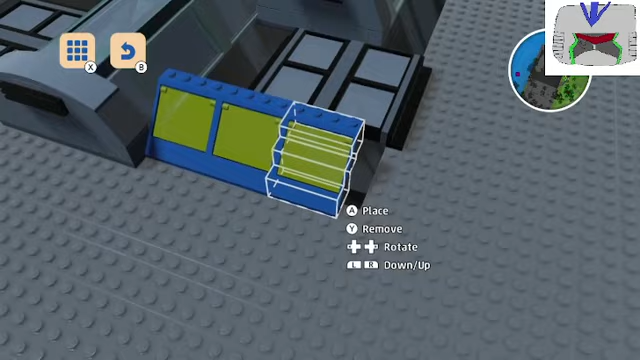 X
B
A Place
Y Remove
Rotate
L R Down/Up